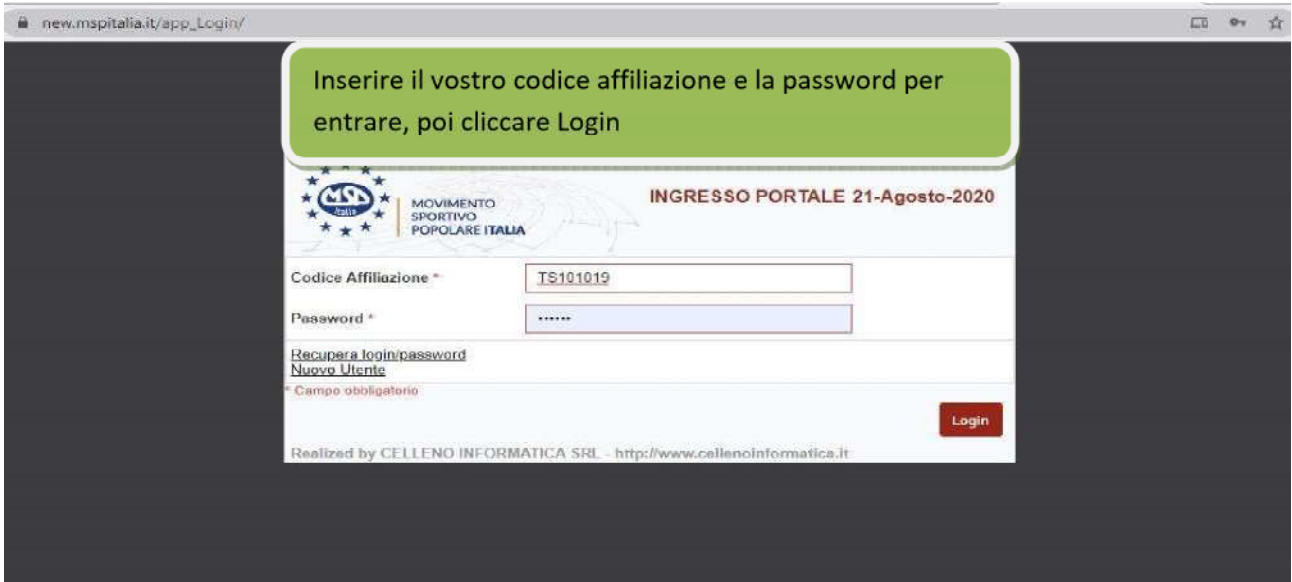 new.mspitalia.it/app_Login/
Inserire il vostro codice affiliazione e la password per
entrare, poi cliccare Login
MSP
Italia
MOVIMENTO
SPORTIVO
POPOLARE ITALIA
INGRESSO PORTALE 21-Agosto-2020
Codice Affiliazione *
TS101019
Password *
••••••
Recupera login/password
Nuovo Utente
* Campo obbligatorio
Login
Realized by CELLENO INFORMATICA SRL - http://www.cellenoinformatica.it